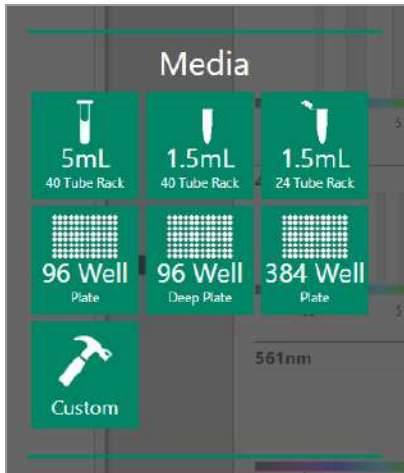 Media
5mL
40 Tube Rack
1.5mL
40 Tube Rack
1.5mL
24 Tube Rack
96 Well
Plate
96 Well
Deep Plate
384 Well
Plate
Custom
561nm